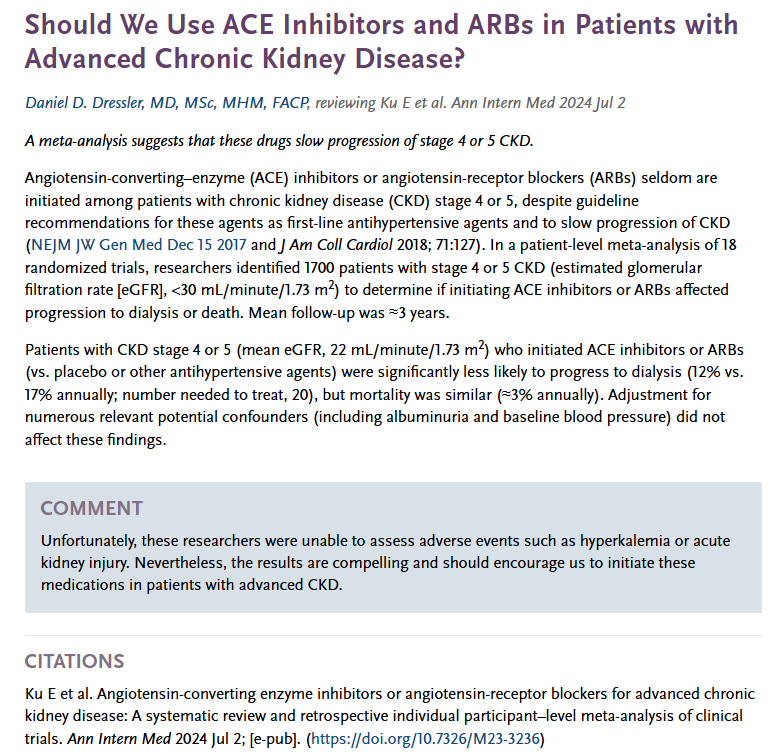 Should We Use ACE Inhibitors and ARBs in Patients with
Advanced Chronic Kidney Disease?
Daniel D. Dressler, MD, MSc, MHM, FACP, reviewing Ku E et al. Ann Intern Med 2024 Jul 2
A meta-analysis suggests that these drugs slow progression of stage 4 or 5 CKD.
Angiotensin-converting–enzyme (ACE) inhibitors or angiotensin-receptor blockers (ARBs) seldom are
initiated among patients with chronic kidney disease (CKD) stage 4 or 5, despite guideline
recommendations for these agents as first-line antihypertensive agents and to slow progression of CKD
(NEJM JW Gen Med Dec 15 2017 and J Am Coll Cardiol 2018; 71:127). In a patient-level meta-analysis of 18
randomized trials, researchers identified 1700 patients with stage 4 or 5 CKD (estimated glomerular
filtration rate [eGFR], <30 mL/minute/1.73 m²) to determine if initiating ACE inhibitors or ARBs affected
progression to dialysis or death. Mean follow-up was ≈3 years.
Patients with CKD stage 4 or 5 (mean eGFR, 22 mL/minute/1.73 m²) who initiated ACE inhibitors or ARBs
(vs. placebo or other antihypertensive agents) were significantly less likely to progress to dialysis (12% vs.
17% annually; number needed to treat, 20), but mortality was similar (≈3% annually). Adjustment for
numerous relevant potential confounders (including albuminuria and baseline blood pressure) did not
affect these findings.
COMMENT
Unfortunately, these researchers were unable to assess adverse events such as hyperkalemia or acute
kidney injury. Nevertheless, the results are compelling and should encourage us to initiate these
medications in patients with advanced CKD.
CITATIONS
Ku E et al. Angiotensin-converting enzyme inhibitors or angiotensin-receptor blockers for advanced chronic
kidney disease: A systematic review and retrospective individual participant–level meta-analysis of clinical
trials. Ann Intern Med 2024 Jul 2; [e-pub]. (https://doi.org/10.7326/M23-3236)